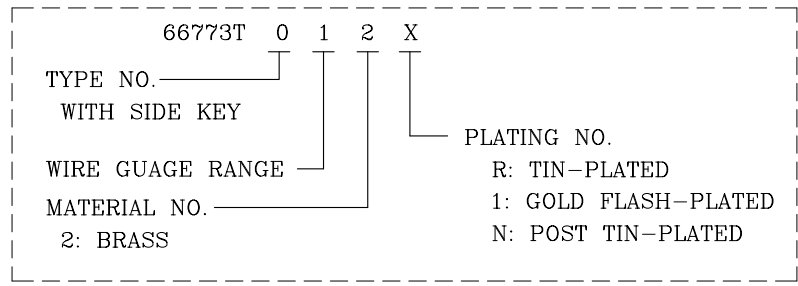 66773T 0 1 2 X
TYPE NO.
WITH SIDE KEY
WIRE GUAGE RANGE
MATERIAL NO.
2: BRASS
PLATING NO.
R: TIN-PLATED
1: GOLD FLASH-PLATED
N: POST TIN-PLATED